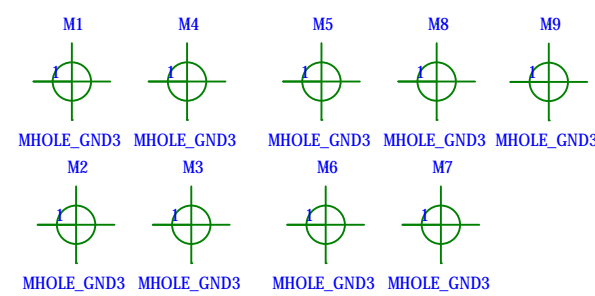 M1 M4 M5 M8 M9
1 1 1 1 1
MHOLE_GND3 MHOLE_GND3 MHOLE_GND3 MHOLE_GND3 MHOLE_GND3
M2 M3 M6 M7
1 1 1 1
MHOLE_GND3 MHOLE_GND3 MHOLE_GND3 MHOLE_GND3